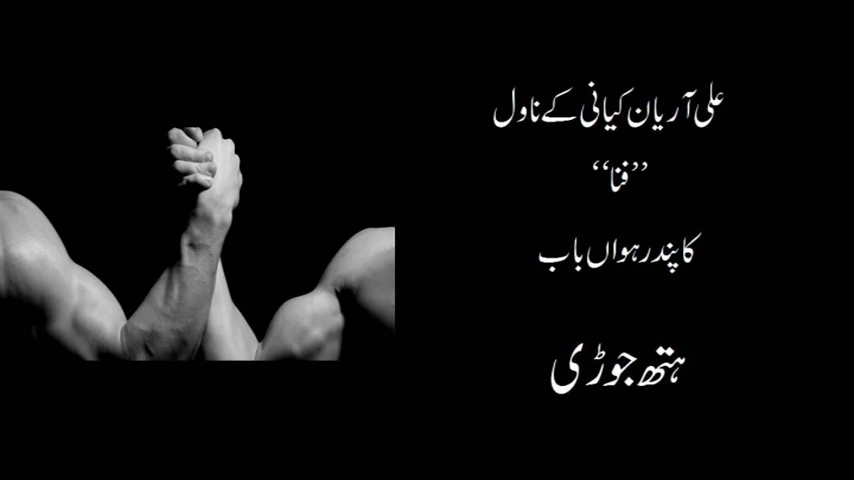 علی آریان کیانی کے ناول
’’فنا‘‘
کا پندرہواں باب
ہتھ جوڑی